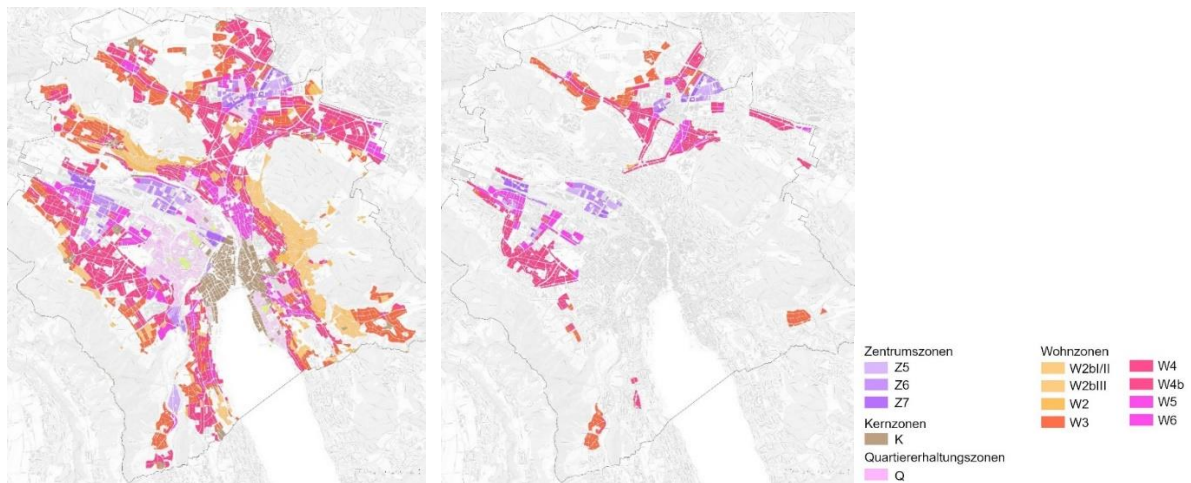 Zentrumszonen
Z5
Z6
Z7
Kernzonen
K
Quartiererhaltungszonen
Q
Wohnzonen
W2bI/II
W2bIII
W2
W3
W4
W4b
W5
W6